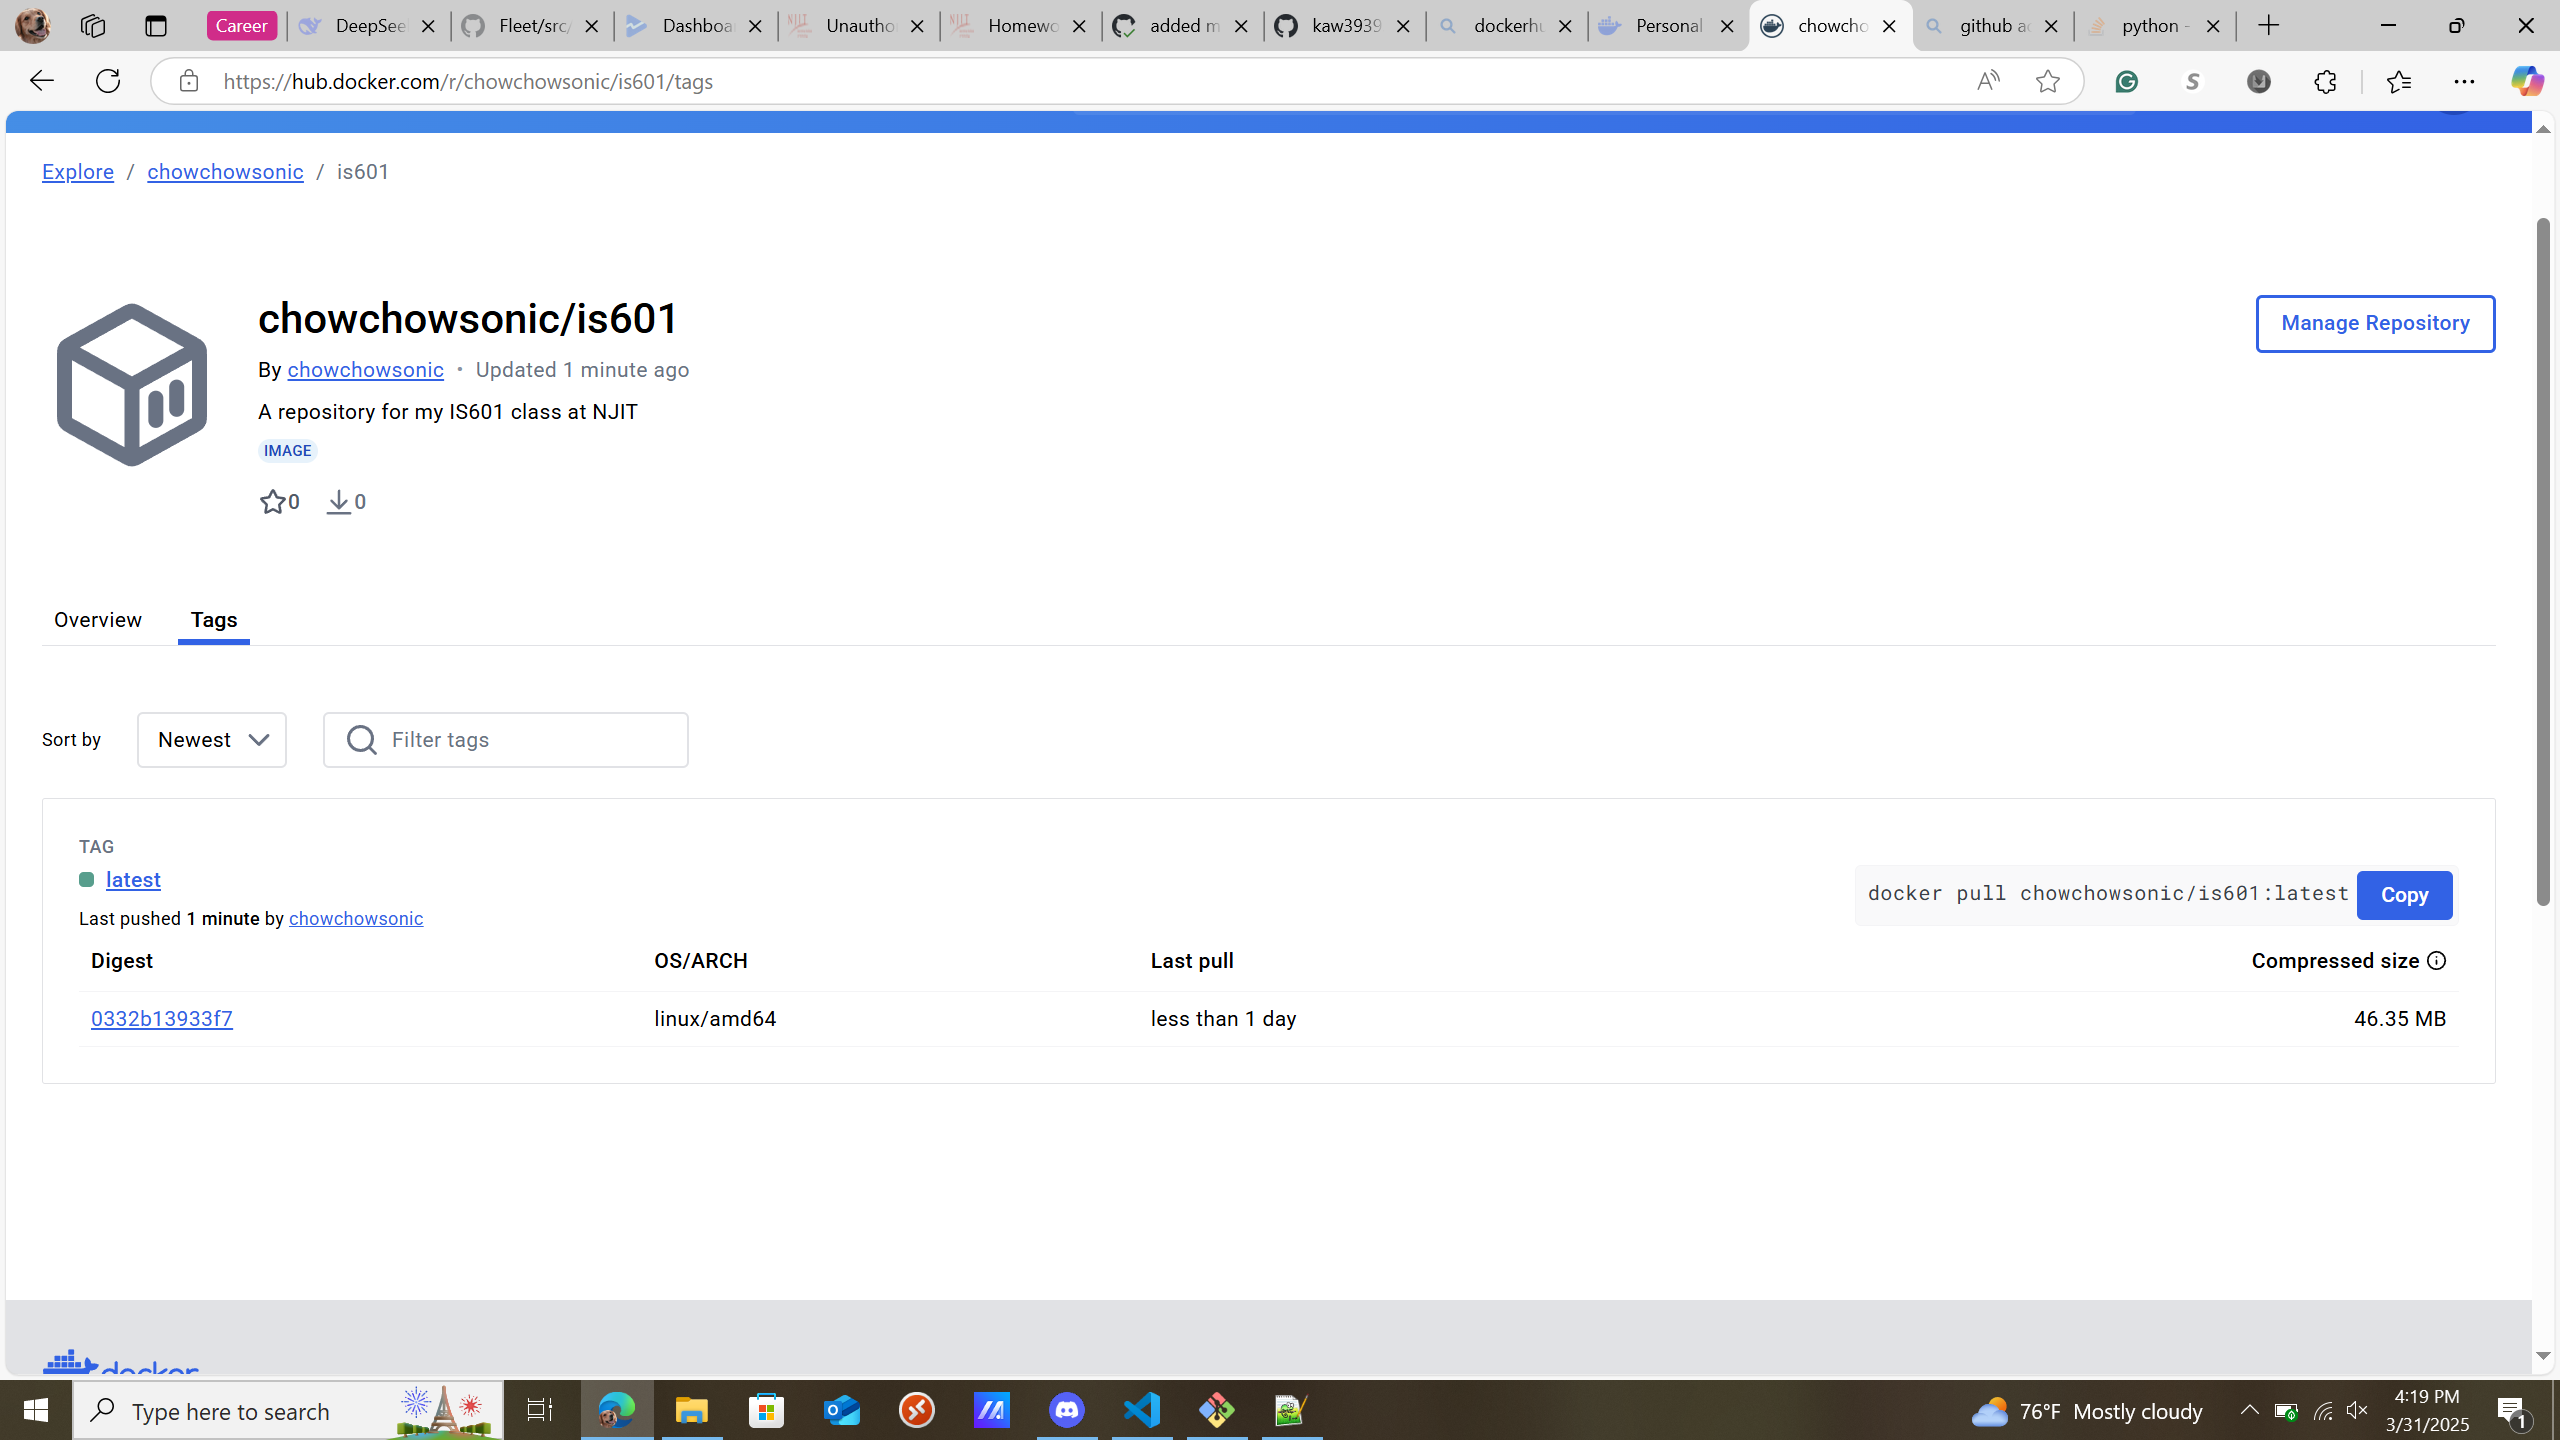 Career
DeepSee
Fleet/src/
Dashboa
Unautho
Homewo
added m
kaw3939
dockerhu
Personal
chowcho
github ac
python -
https://hub.docker.com/r/chowchowsonic/is601/tags
Explore / chowchowsonic / is601
chowchowsonic/is601
Manage Repository
By chowchowsonic • Updated 1 minute ago
A repository for my IS601 class at NJIT
IMAGE
0 0
Overview Tags
Sort by Newest Filter tags
TAG
latest
docker pull chowchowsonic/is601:latest Copy
Last pushed 1 minute by chowchowsonic
Digest OS/ARCH Last pull Compressed size
0332b13933f7 linux/amd64 less than 1 day 46.35 MB
docker
Type here to search
76°F Mostly cloudy
4:19 PM
3/31/2025
1